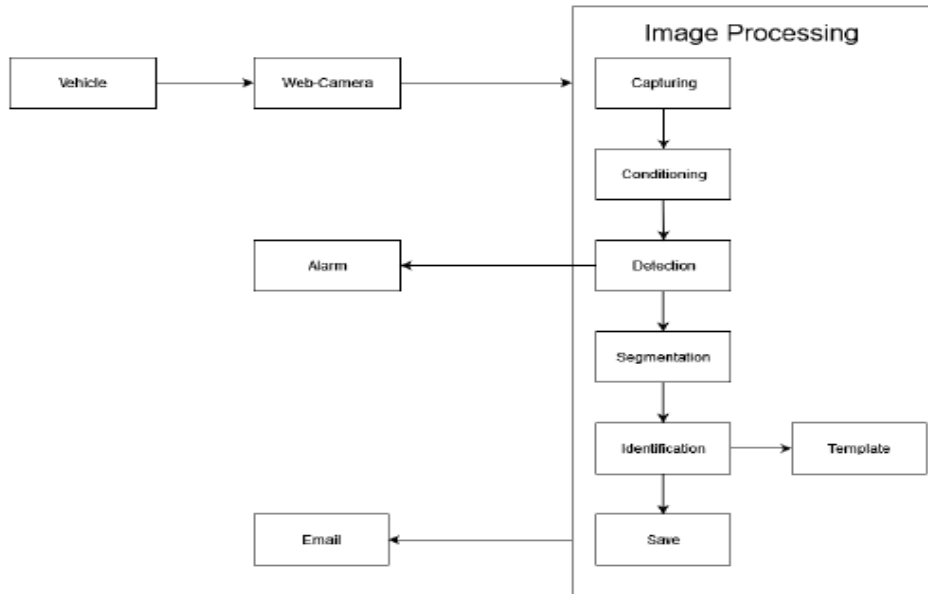 Image Processing
Vehicle
Web-Camera
Capturing
Conditioning
Alarm
Detection
Segmentation
Identification
Template
Email
Save